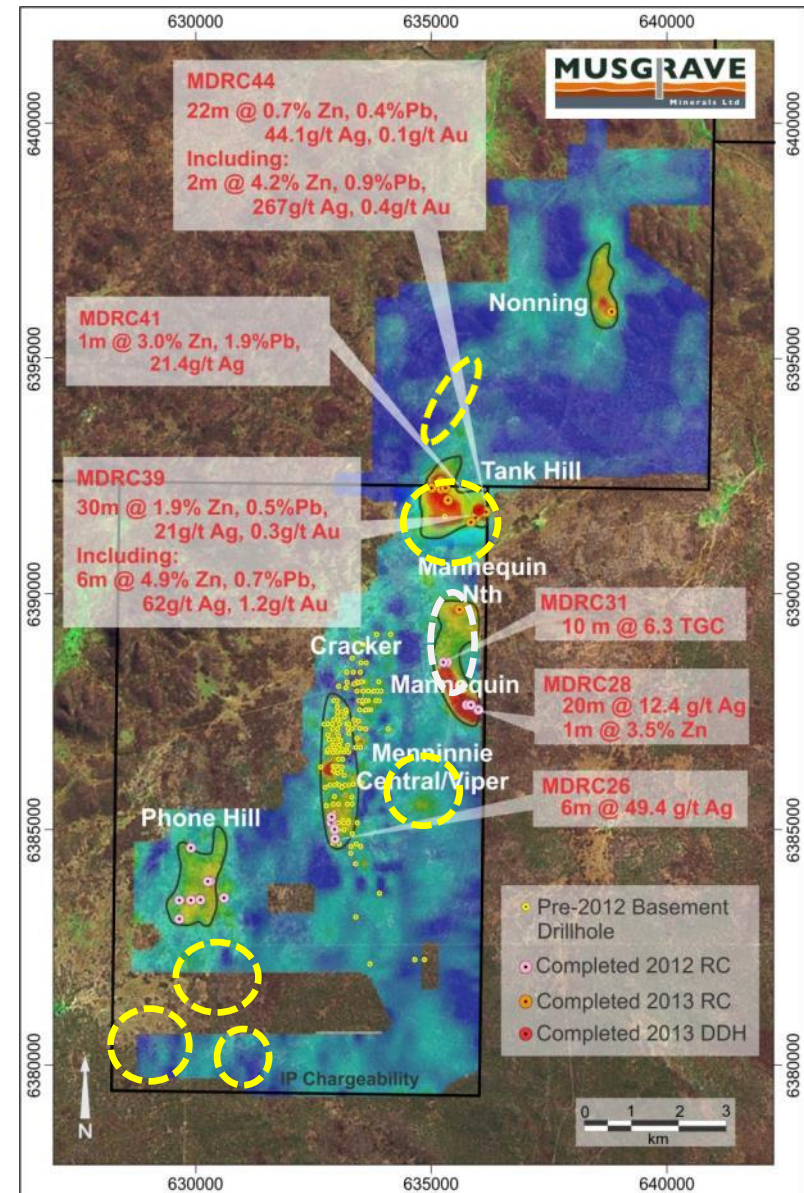 630000
635000
640000
MUSGRAVE
Minerals Ltd
MDRC44
22m @ 0.7% Zn, 0.4%Pb,
44.1g/t Ag, 0.1g/t Au
Including:
2m @ 4.2% Zn, 0.9%Pb,
267g/t Ag, 0.4g/t Au
6400000
6400000
Nonning
MDRC41
1m @ 3.0% Zn, 1.9%Pb,
21.4g/t Ag
6395000
6395000
Tank Hill
MDRC39
30m @ 1.9% Zn, 0.5%Pb,
21g/t Ag, 0.3g/t Au
Including:
6m @ 4.9% Zn, 0.7%Pb,
62g/t Ag, 1.2g/t Au
6390000
6390000
Mannequin
Nth
MDRC31
10 m @ 6.3 TGC
Cracker
Mannequin
MDRC28
20m @ 12.4 g/t Ag
1m @ 3.5% Zn
Menninnie
Central/Viper
MDRC26
6m @ 49.4 g/t Ag
Phone Hill
6385000
6385000
Pre-2012 Basement
Drillhole
Completed 2012 RC
Completed 2013 RC
Completed 2013 DDH
6380000
6380000
IP Chargeability
N
0 1 2 3
km
630000
635000
640000